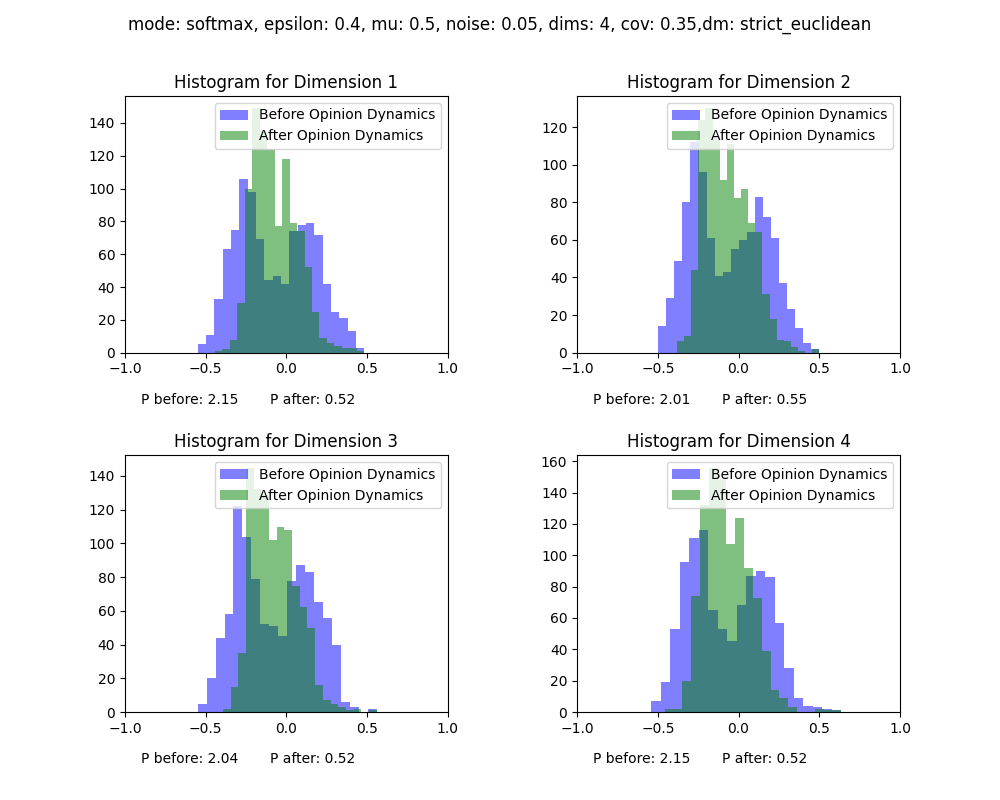 mode: softmax, epsilon: 0.4, mu: 0.5, noise: 0.05, dims: 4, cov: 0.35,dm: strict_euclidean
Histogram for Dimension 1
Before Opinion Dynamics
After Opinion Dynamics
140
120
100
80
60
40
20
0
−1.0 −0.5 0.0 0.5 1.0
P before: 2.15 P after: 0.52
Histogram for Dimension 2
Before Opinion Dynamics
After Opinion Dynamics
120
100
80
60
40
20
0
−1.0 −0.5 0.0 0.5 1.0
P before: 2.01 P after: 0.55
Histogram for Dimension 3
Before Opinion Dynamics
After Opinion Dynamics
140
120
100
80
60
40
20
0
−1.0 −0.5 0.0 0.5 1.0
P before: 2.04 P after: 0.52
Histogram for Dimension 4
Before Opinion Dynamics
After Opinion Dynamics
160
140
120
100
80
60
40
20
0
−1.0 −0.5 0.0 0.5 1.0
P before: 2.15 P after: 0.52